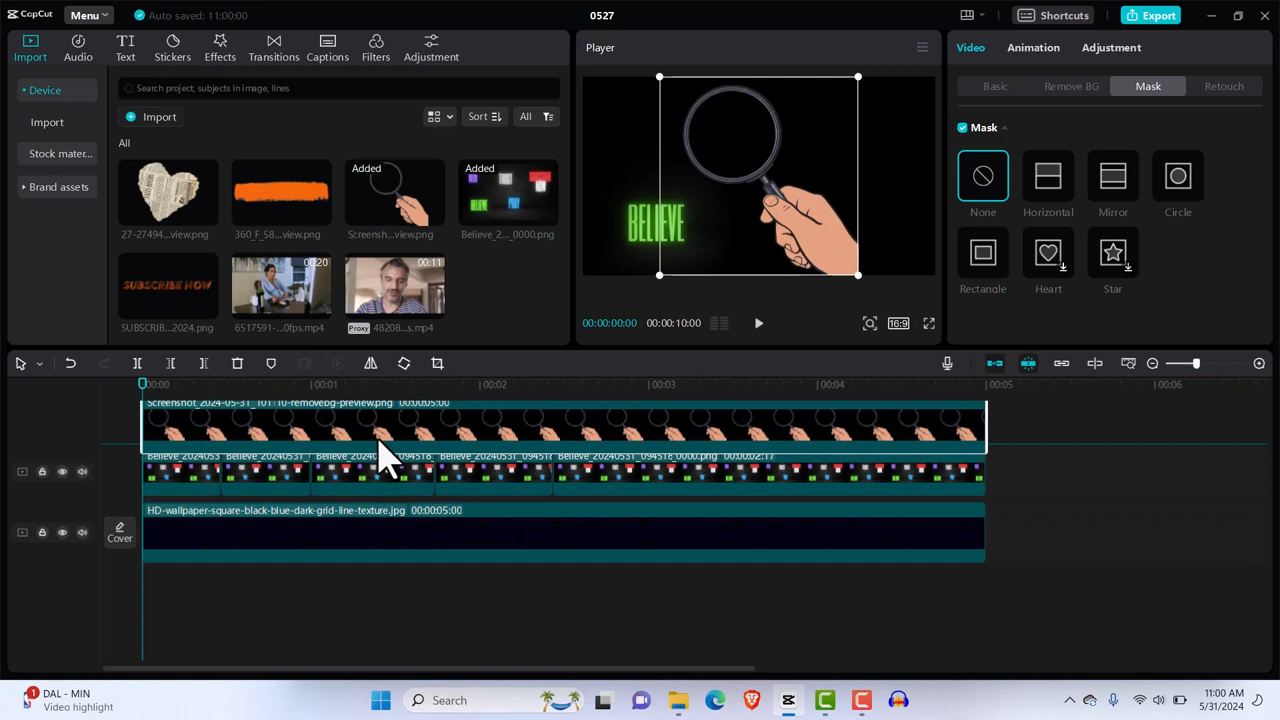 CapCut
Menu
Auto saved: 11:00:00
0527
Shortcuts
Export
Import
Audio
Text
Stickers
Effects
Transitions
Captions
Filters
Adjustment
Device
Import
Stock mater...
Brand assets
Search project, subjects in image, lines
Import
Sort
All
All
Added
Added
27-27494...view.png
360_F_58...view.png
Screensh...view.png
Believe_2..._0000.png
SUBSCRIBE NOW
00:20
00:11
Proxy
SUBSCRIB...2024.png
6517591-...0fps.mp4
48208...s.mp4
Player
BELIEVE
00:00:00:00
00:00:10:00
16:9
Video
Animation
Adjustment
Basic
Remove BG
Mask
Retouch
Mask
None
Horizontal
Mirror
Circle
Rectangle
Heart
Star
00:00
00:01
00:02
00:03
00:04
00:05
00:06
Screenshot_2024-05-31_101110-removebg-preview.png 00:00:05:00
Believe_20240531_094518_0000.png 00:00:02:17
Cover
HD-wallpaper-square-black-blue-dark-grid-line-texture.jpg 00:00:05:00
1
DAL - MIN
Video highlight
Search
11:00 AM
5/31/2024